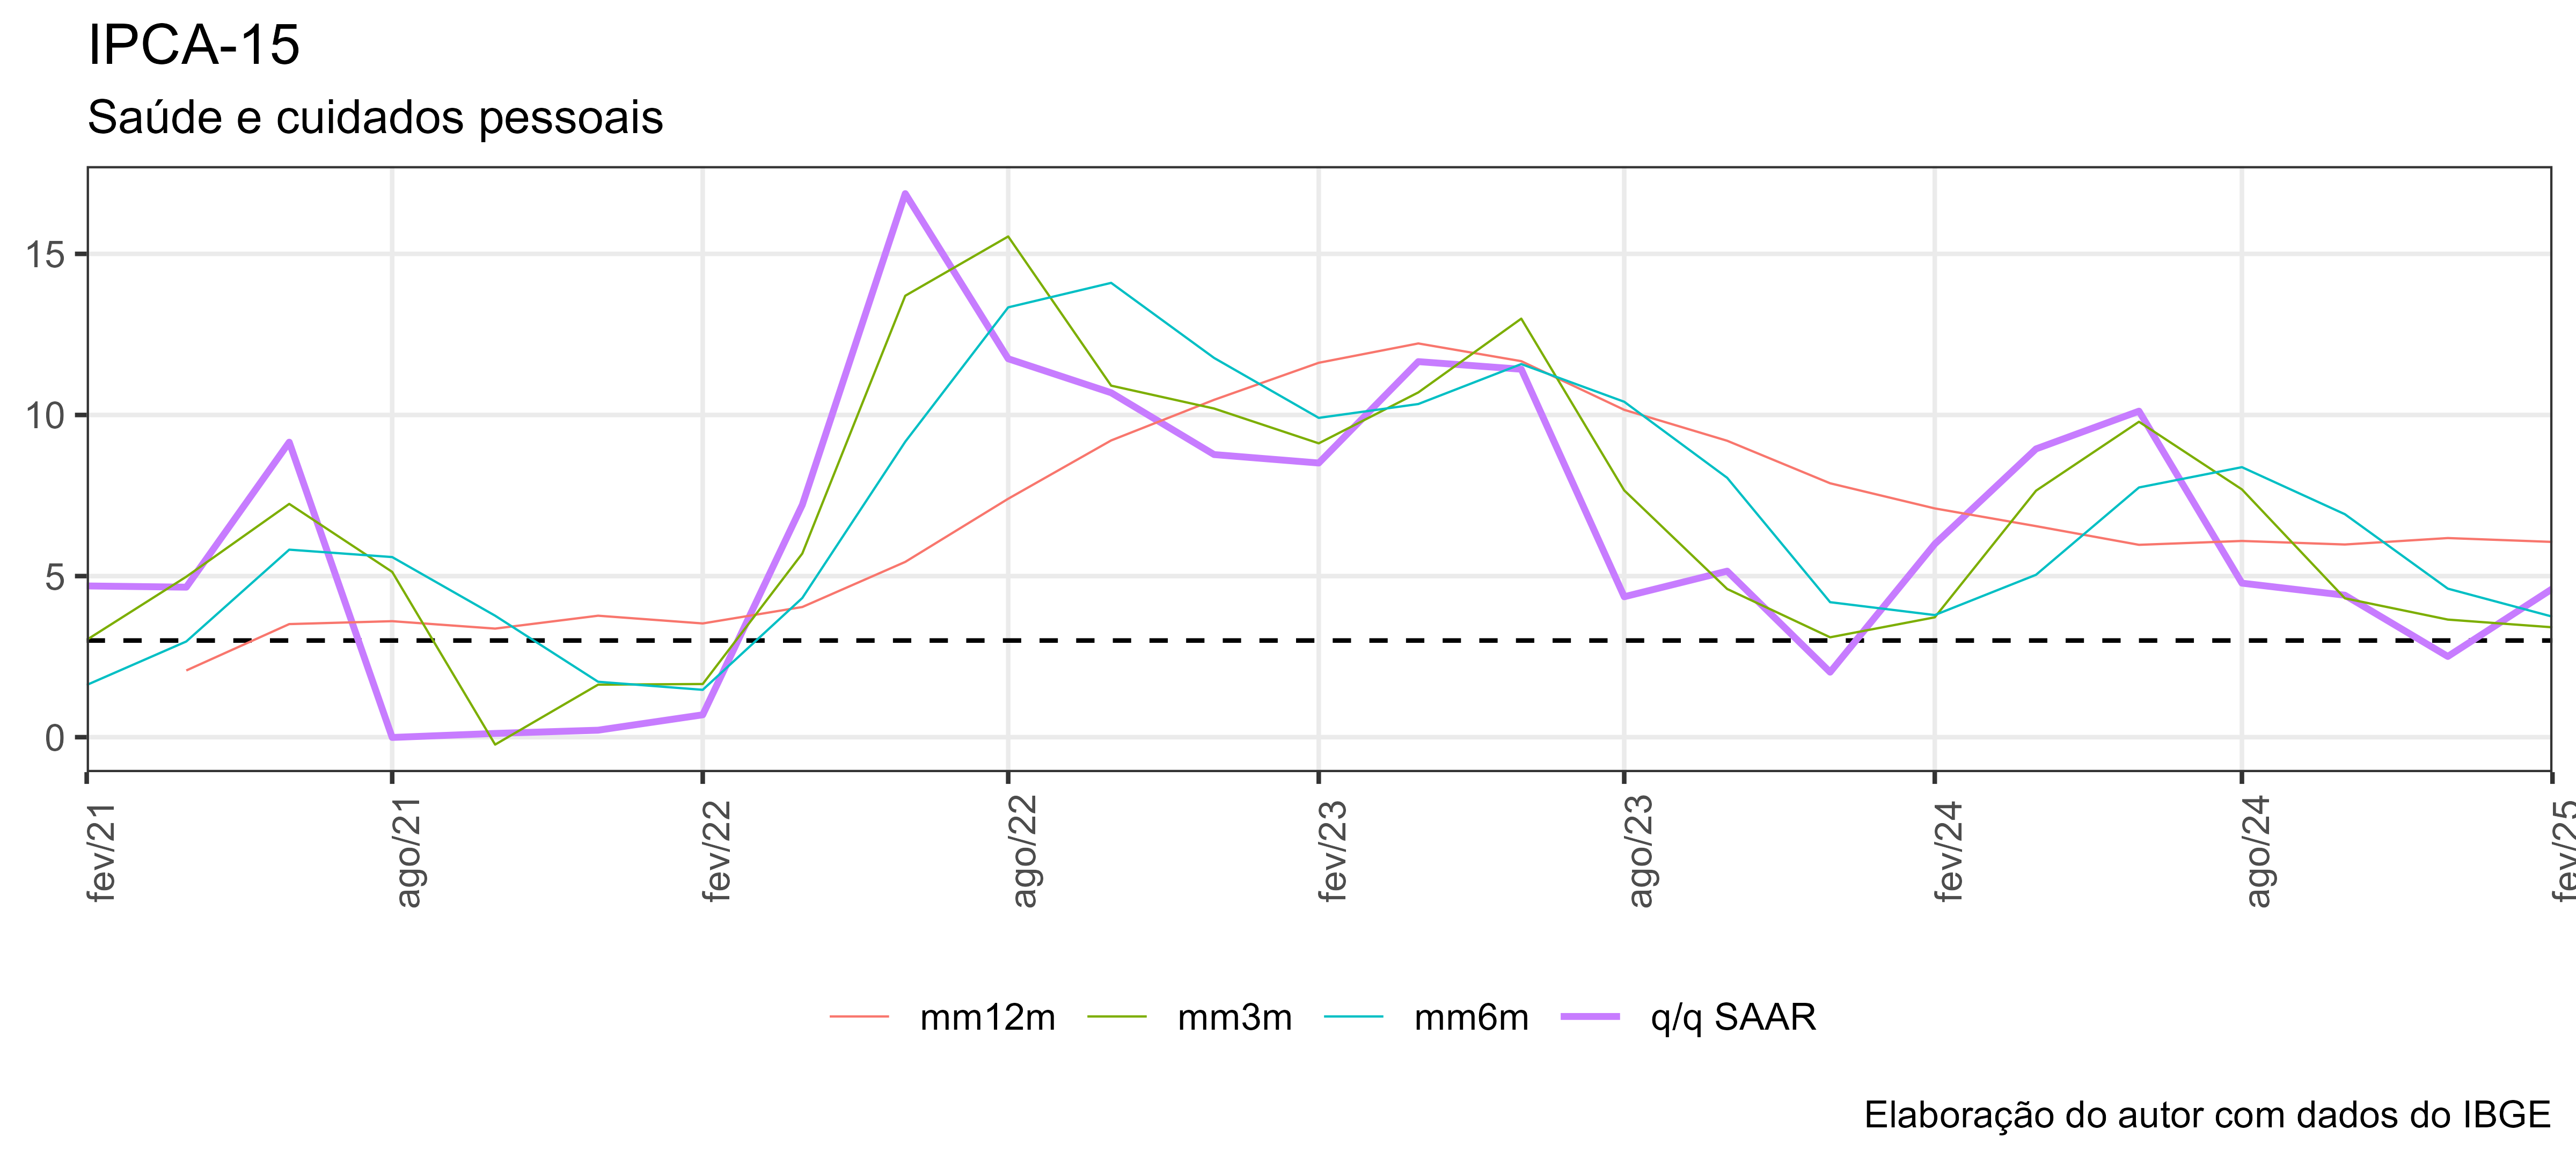 IPCA-15
Saúde e cuidados pessoais
15
10
5
0
fev/21
ago/21
fev/22
ago/22
fev/23
ago/23
fev/24
ago/24
fev/25
mm12m mm3m mm6m q/q SAAR
Elaboração do autor com dados do IBGE